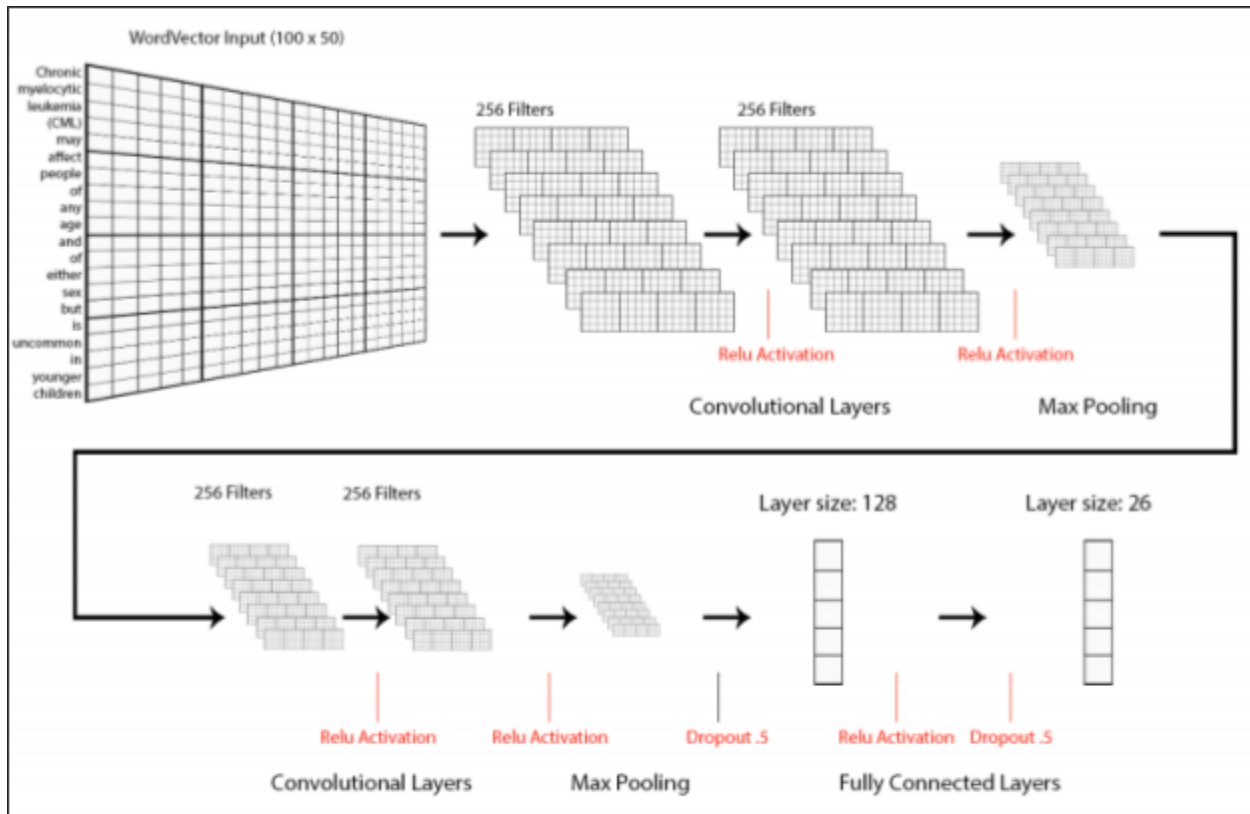 WordVector Input (100 x 50)
Chronic
myelocytic
leukemia
(CML)
may
affect
people
of
any
age
and
of
either
sex
but
is
uncommon
in
younger
children
256 Filters
256 Filters
Relu Activation
Relu Activation
Convolutional Layers
Max Pooling
256 Filters
256 Filters
Layer size: 128
Layer size: 26
Relu Activation
Relu Activation
Dropout .5
Relu Activation
Dropout .5
Convolutional Layers
Max Pooling
Fully Connected Layers